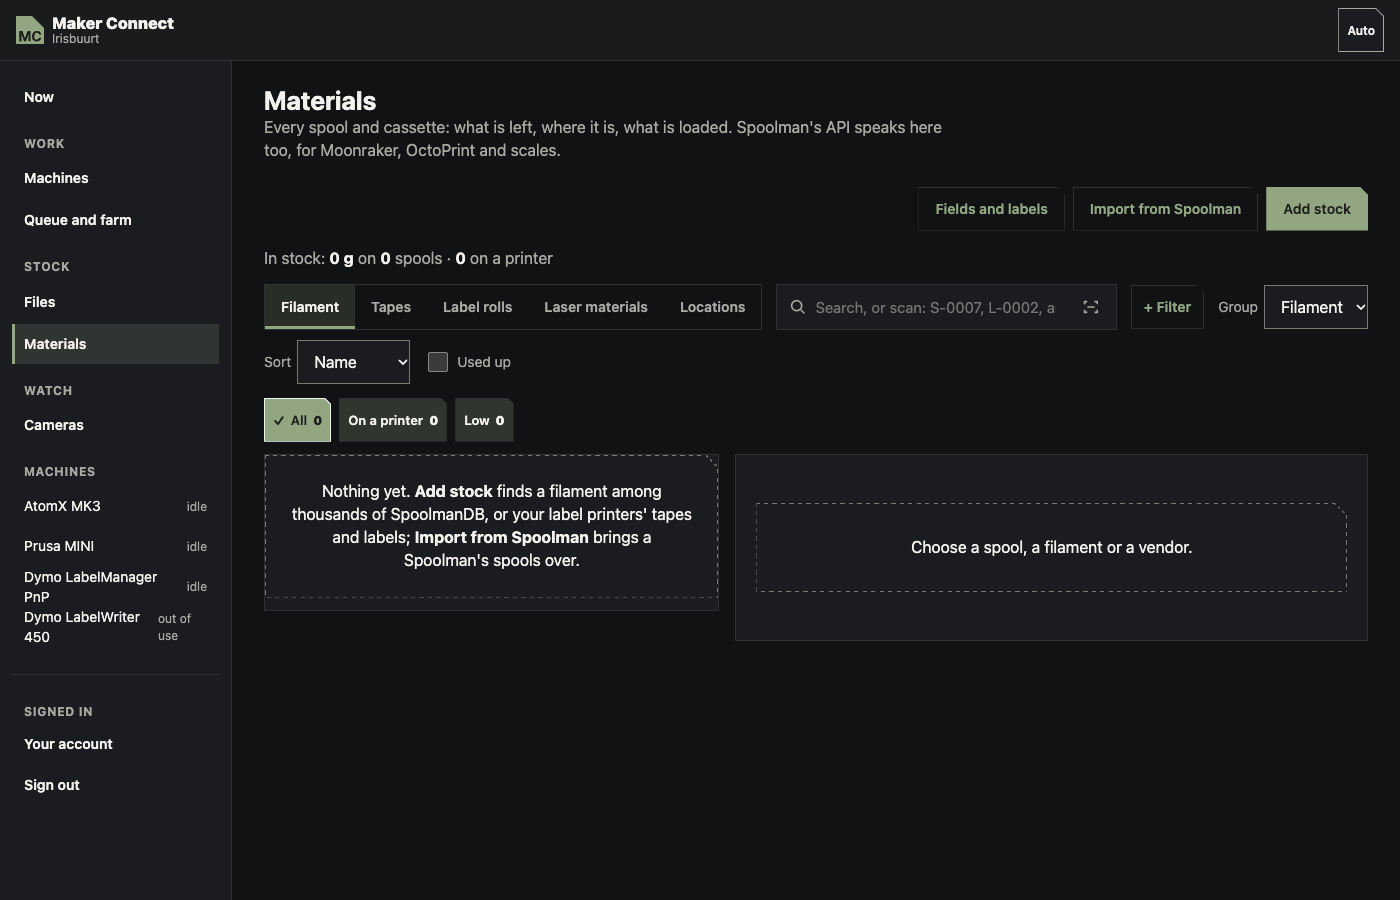 MC
Maker Connect
Irisbuurt
Auto
Now
WORK
Machines
Queue and farm
STOCK
Files
Materials
WATCH
Cameras
MACHINES
AtomX MK3 idle
Prusa MINI idle
Dymo LabelManager
PnP
idle
Dymo LabelWriter
450
out of
use
SIGNED IN
Your account
Sign out
Materials
Every spool and cassette: what is left, where it is, what is loaded. Spoolman's API speaks here
too, for Moonraker, OctoPrint and scales.
Fields and labels Import from Spoolman Add stock
In stock: 0 g on 0 spools · 0 on a printer
Filament Tapes Label rolls Laser materials Locations
Search, or scan: S-0007, L-0002, a
+ Filter
Group Filament
Sort Name
Used up
✓ All 0 On a printer 0 Low 0
Nothing yet. Add stock finds a filament among
thousands of SpoolmanDB, or your label printers' tapes
and labels; Import from Spoolman brings a
Spoolman's spools over.
Choose a spool, a filament or a vendor.